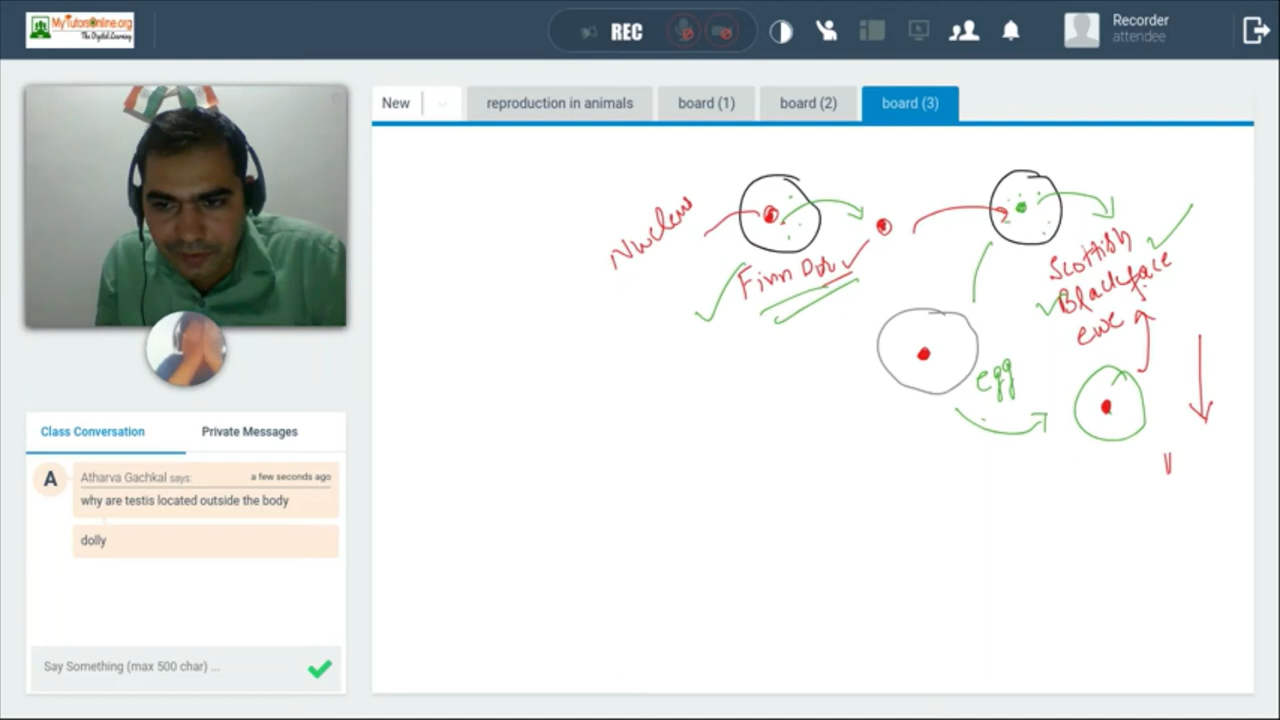 MyTutorsOnline.org
The Digital Learning
REC
Recorder
attendee
New
reproduction in animals
board (1)
board (2)
board (3)
Nucleus
Finn Dor
Scottish
Blackface
ewe
egg
Class Conversation
Private Messages
A
Atharva Gachkal says:
a few seconds ago
why are testis located outside the body
dolly
Say Something (max 500 char) ...